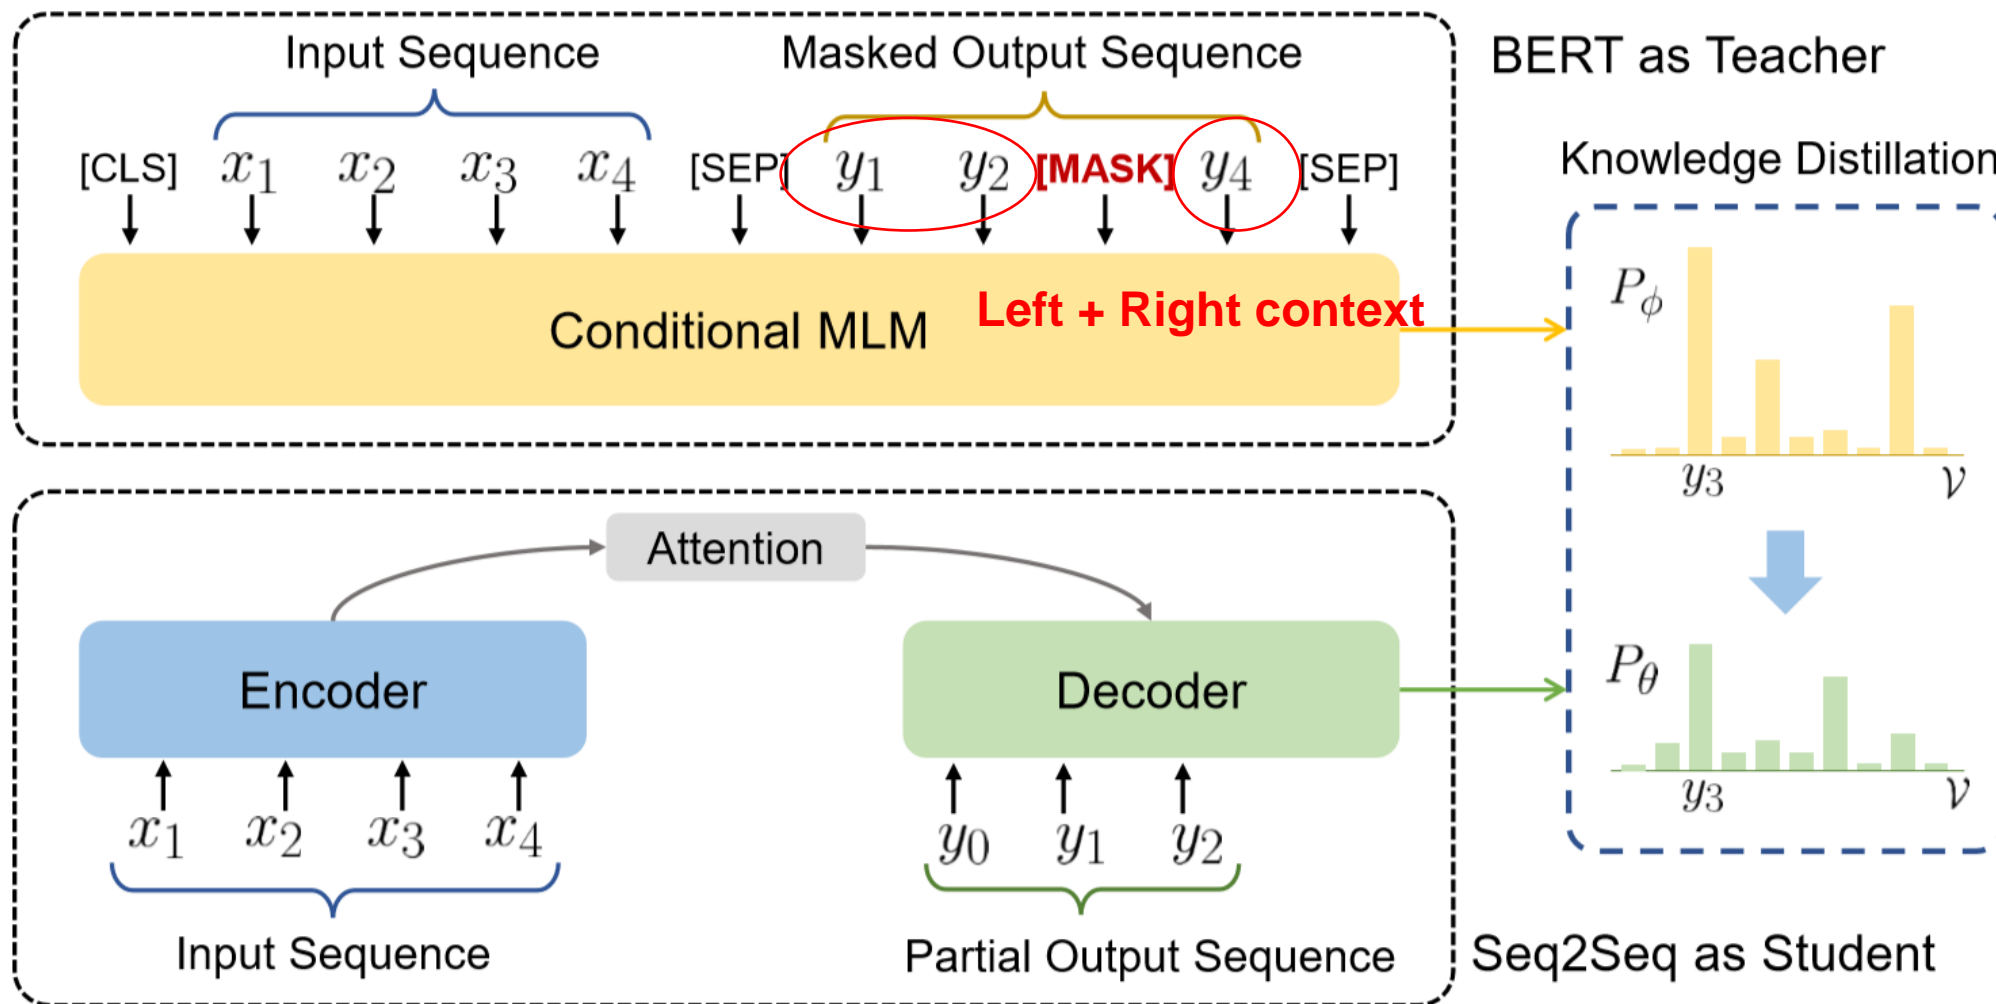 Input Sequence
Masked Output Sequence
BERT as Teacher
[CLS] x1 x2 x3 x4 [SEP] y1 y2 [MASK] y4 [SEP]
Knowledge Distillation
Left + Right context
Conditional MLM
Pϕ
y3 𝒱
Attention
Encoder
Decoder
Pθ
y3 𝒱
x1 x2 x3 x4
y0 y1 y2
Input Sequence
Partial Output Sequence
Seq2Seq as Student